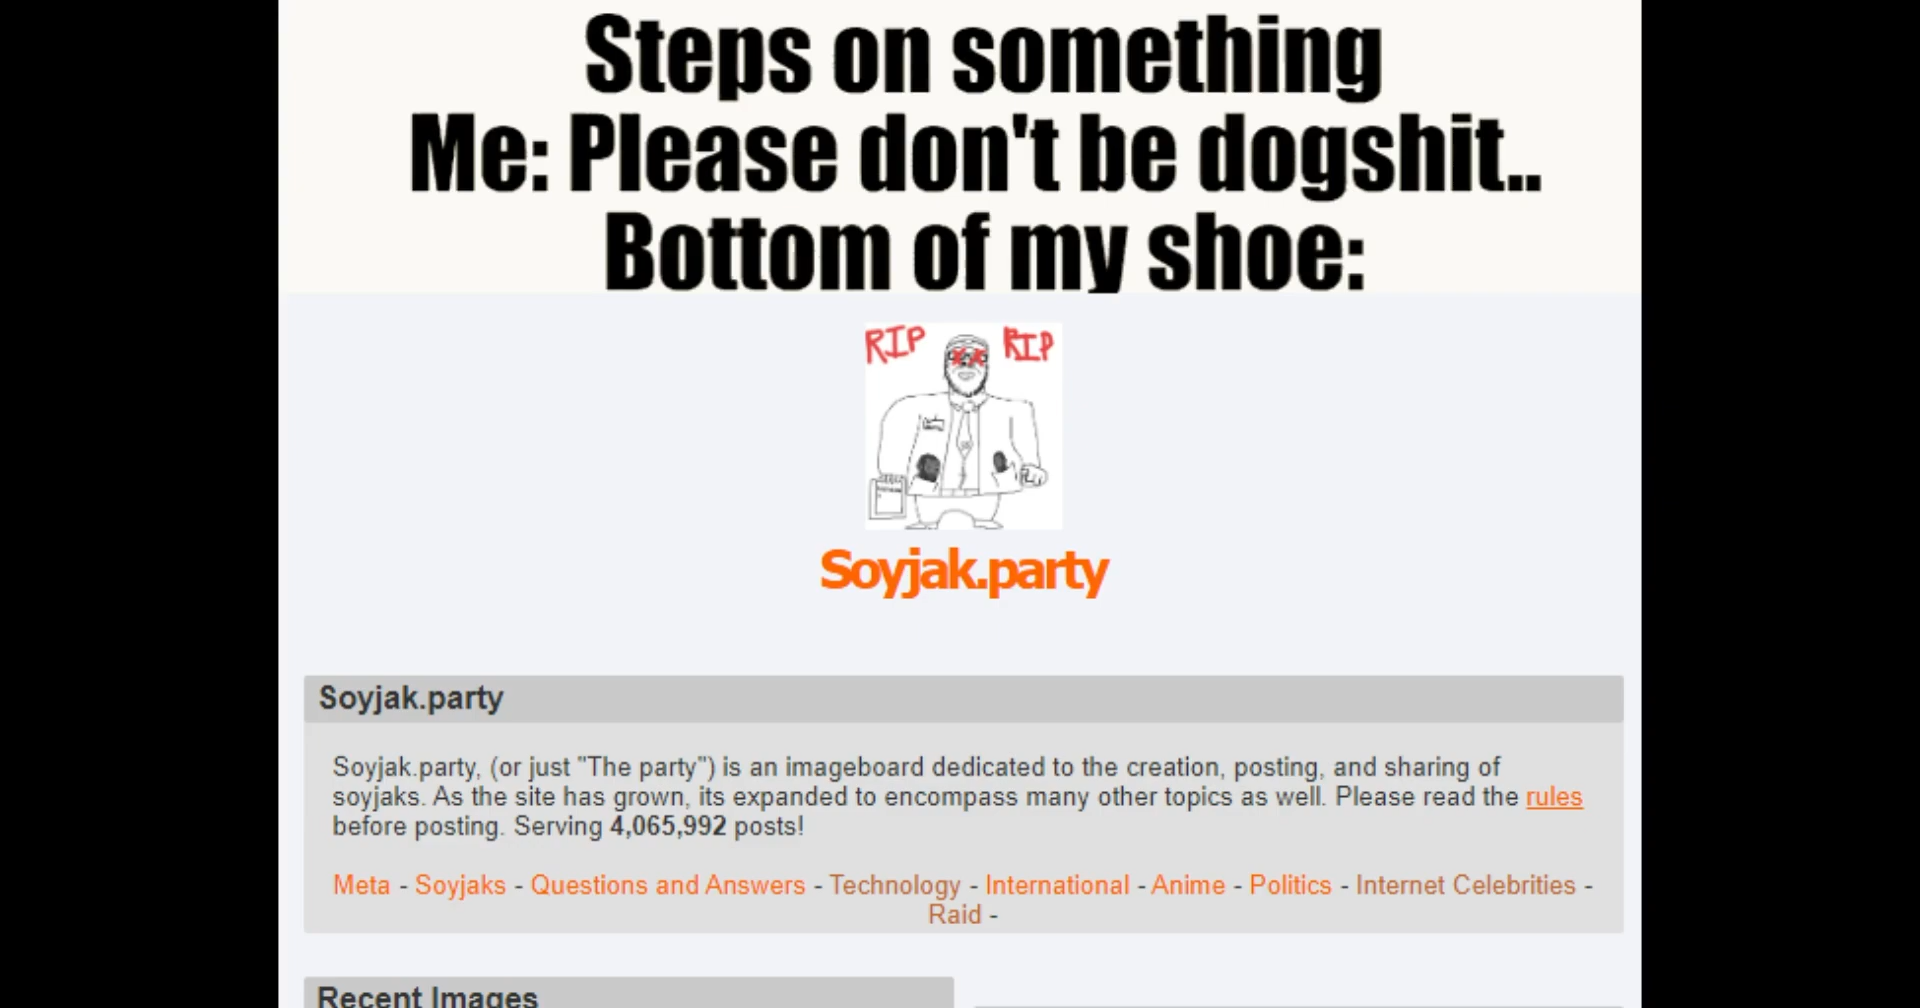 Steps on something
Me: Please don't be dogshit..
Bottom of my shoe:
RIP RIP
Soyjak.party
Soyjak.party
Soyjak.party, (or just "The party") is an imageboard dedicated to the creation, posting, and sharing of
soyjaks. As the site has grown, its expanded to encompass many other topics as well. Please read the rules
before posting. Serving 4,065,992 posts!
Meta - Soyjaks - Questions and Answers - Technology - International - Anime - Politics - Internet Celebrities -
Raid -
Recent Images